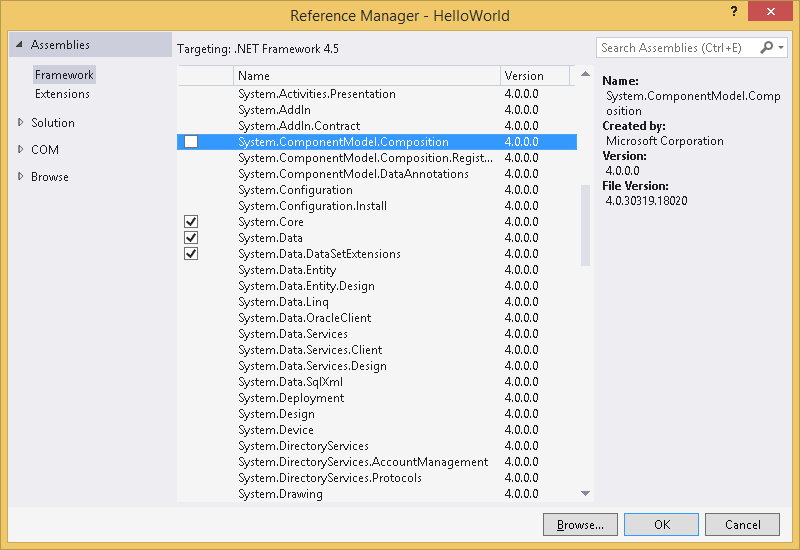 Reference Manager - HelloWorld
?
Assemblies
Framework
Extensions
Solution
COM
Browse
Targeting: .NET Framework 4.5
Search Assemblies (Ctrl+E)
Name Version
System.Activities.Presentation 4.0.0.0
System.AddIn 4.0.0.0
System.AddIn.Contract 4.0.0.0
System.ComponentModel.Composition 4.0.0.0
System.ComponentModel.Composition.Regist... 4.0.0.0
System.ComponentModel.DataAnnotations 4.0.0.0
System.Configuration 4.0.0.0
System.Configuration.Install 4.0.0.0
System.Core 4.0.0.0
System.Data 4.0.0.0
System.Data.DataSetExtensions 4.0.0.0
System.Data.Entity 4.0.0.0
System.Data.Entity.Design 4.0.0.0
System.Data.Linq 4.0.0.0
System.Data.OracleClient 4.0.0.0
System.Data.Services 4.0.0.0
System.Data.Services.Client 4.0.0.0
System.Data.Services.Design 4.0.0.0
System.Data.SqlXml 4.0.0.0
System.Deployment 4.0.0.0
System.Design 4.0.0.0
System.Device 4.0.0.0
System.DirectoryServices 4.0.0.0
System.DirectoryServices.AccountManagement 4.0.0.0
System.DirectoryServices.Protocols 4.0.0.0
System.Drawing 4.0.0.0
Name:
System.ComponentModel.Comp
osition
Created by:
Microsoft Corporation
Version:
4.0.0.0
File Version:
4.0.30319.18020
Browse... OK Cancel